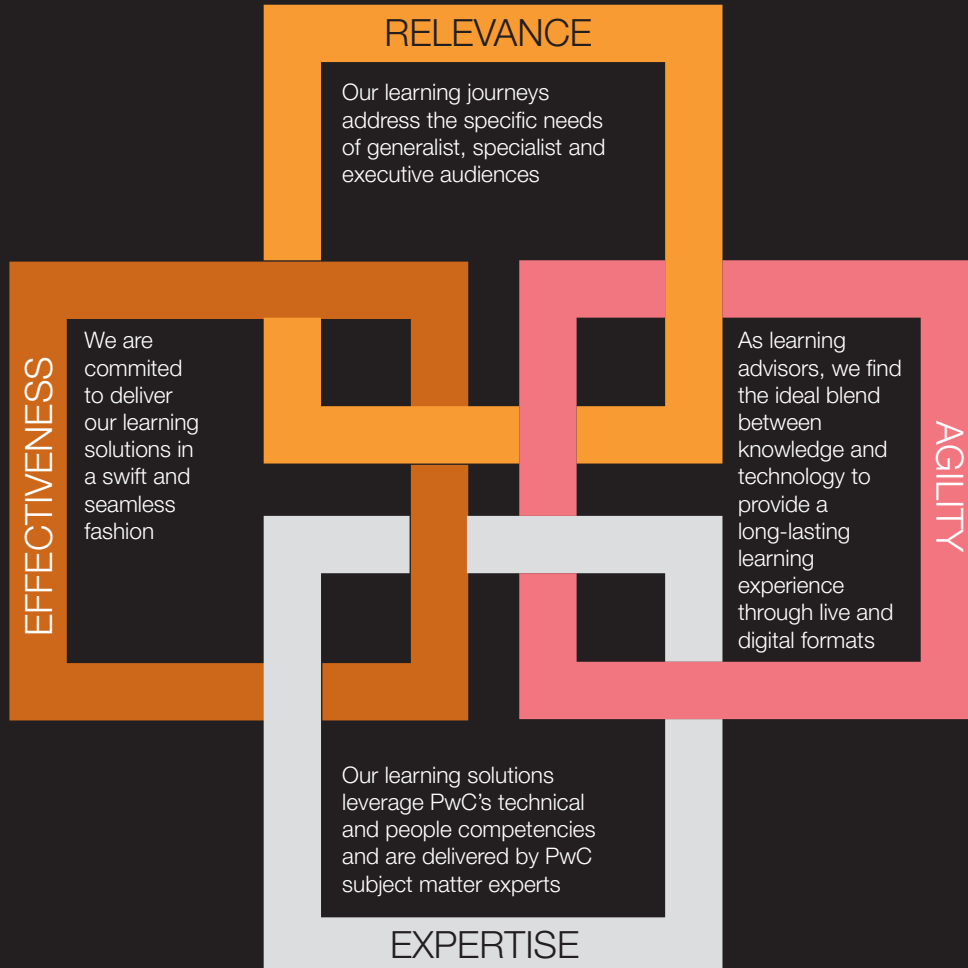 RELEVANCE
Our learning journeys
address the specific needs
of generalist, specialist and
executive audiences
EFFECTIVENESS
We are
commited
to deliver
our learning
solutions in
a swift and
seamless
fashion
As learning
advisors, we find
the ideal blend
between
knowledge and
technology to
provide a
long-lasting
learning
experience
through live and
digital formats
AGILITY
Our learning solutions
leverage PwC's technical
and people competencies
and are delivered by PwC
subject matter experts
EXPERTISE